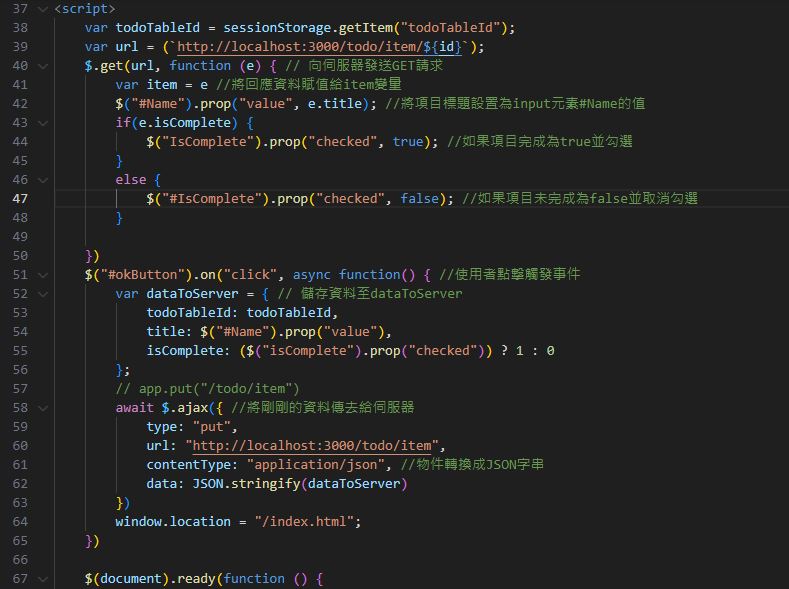 37 <script>
38 var todoTableId = sessionStorage.getItem("todoTableId");
39 var url = (`http://localhost:3000/todo/item/${id}`);
40 $.get(url, function (e) { // 向伺服器發送GET請求
41 var item = e //將回應資料賦值給item變量
42 $("#Name").prop("value", e.title); //將項目標題設置為input元素#Name的值
43 if(e.isComplete) {
44 $("IsComplete").prop("checked", true); //如果項目完成為true並勾選
45 }
46 else {
47 $("#IsComplete").prop("checked", false); //如果項目未完成為false並取消勾選
48 }
49
50 })
51 $("#okButton").on("click", async function() { //使用者點擊觸發事件
52 var dataToServer = { // 儲存資料至dataToServer
53 todoTableId: todoTableId,
54 title: $("#Name").prop("value"),
55 isComplete: ($("isComplete").prop("checked")) ? 1 : 0
56 };
57 // app.put("/todo/item")
58 await $.ajax({ //將剛剛的資料傳去給伺服器
59 type: "put",
60 url: "http://localhost:3000/todo/item",
61 contentType: "application/json", //物件轉換成JSON字串
62 data: JSON.stringify(dataToServer)
63 })
64 window.location = "/index.html";
65 })
66
67 $(document).ready(function () {